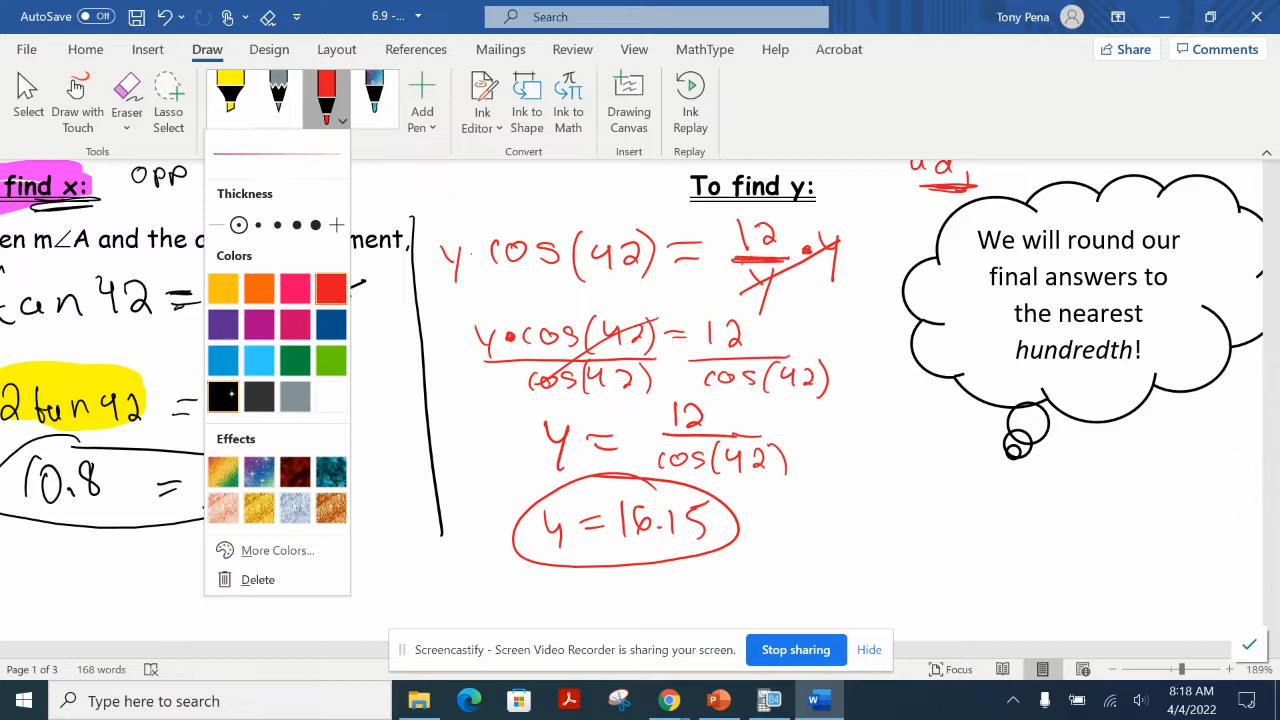 AutoSave Off 6.9 -... Search Tony Pena
File Home Insert Draw Design Layout References Mailings Review View MathType Help Acrobat Share Comments
Select Draw with Touch Eraser Lasso Select Add Pen Ink Editor Ink to Shape Ink to Math Drawing Canvas Ink Replay
Tools Convert Insert Replay
Thickness
Colors
Effects
More Colors...
Delete
find x: opp
en m∠A and the o
ment,
tan 42 =
2 tan 42 =
10.8 =
To find y:
y · cos(42) = 12/y · y
y · cos(42) = 12
cos(42) cos(42)
y = 12/cos(42)
y = 16.15
We will round our
final answers to
the nearest
hundredth!
Screencastify - Screen Video Recorder is sharing your screen. Stop sharing Hide
Page 1 of 3 168 words Focus 189%
Type here to search 84 8:18 AM
4/4/2022